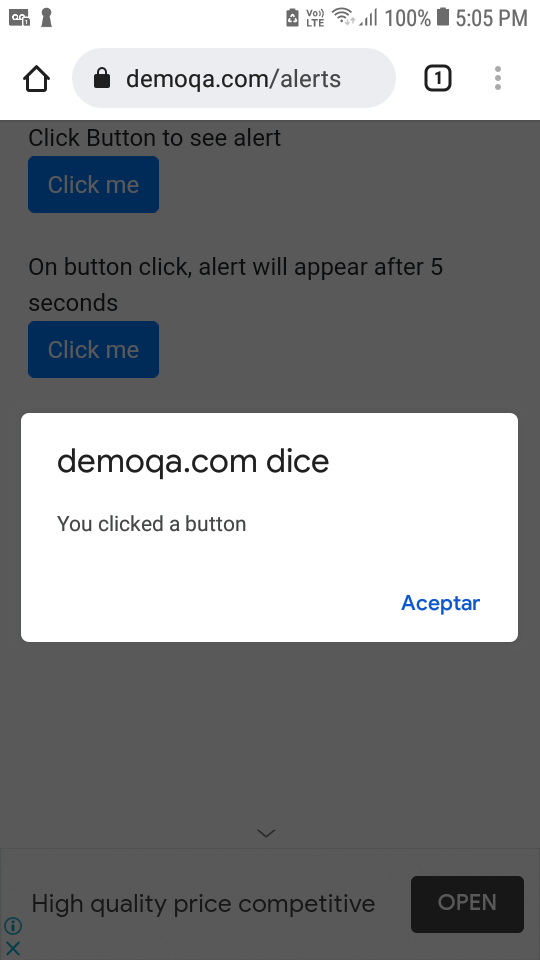 Vo))
LTE
100%
5:05 PM
demoqa.com/alerts
1
Click Button to see alert
Click me
On button click, alert will appear after 5
seconds
Click me
demoqa.com dice
You clicked a button
Aceptar
High quality price competitive
OPEN